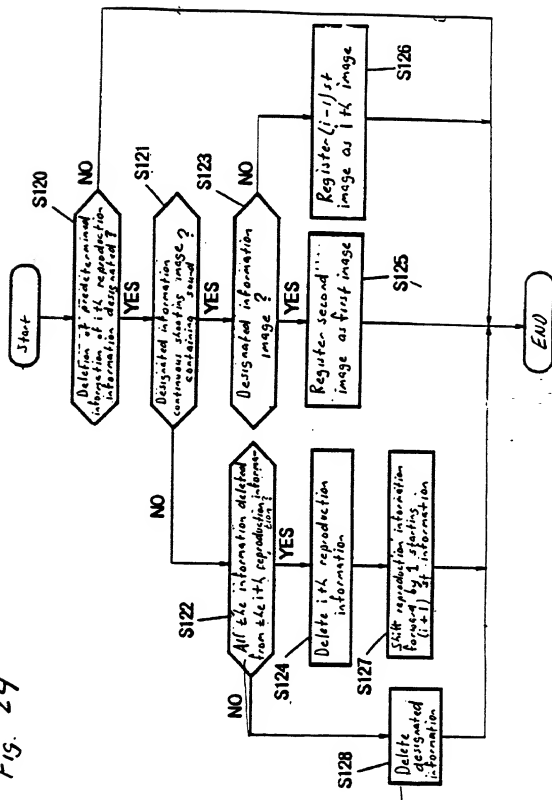 Fig. 24
Start
S120
Deletion of predetermined
information of ith reproduction
information designated?
NO
YES
S121
Designated information
continuous shooting image?
containing sound
NO
YES
S122
All the information deleted
from the ith reproduction informa-
tion?
NO
YES
S123
Designated information
image?
NO
YES
S124
Delete ith reproduction
information
S125
Register second
image as first image
S126
Register (i-1)st
image as ith image
S127
Shift reproduction information
forward by 1 starting
(i+1)st information
S128
Delete
designated
information
END